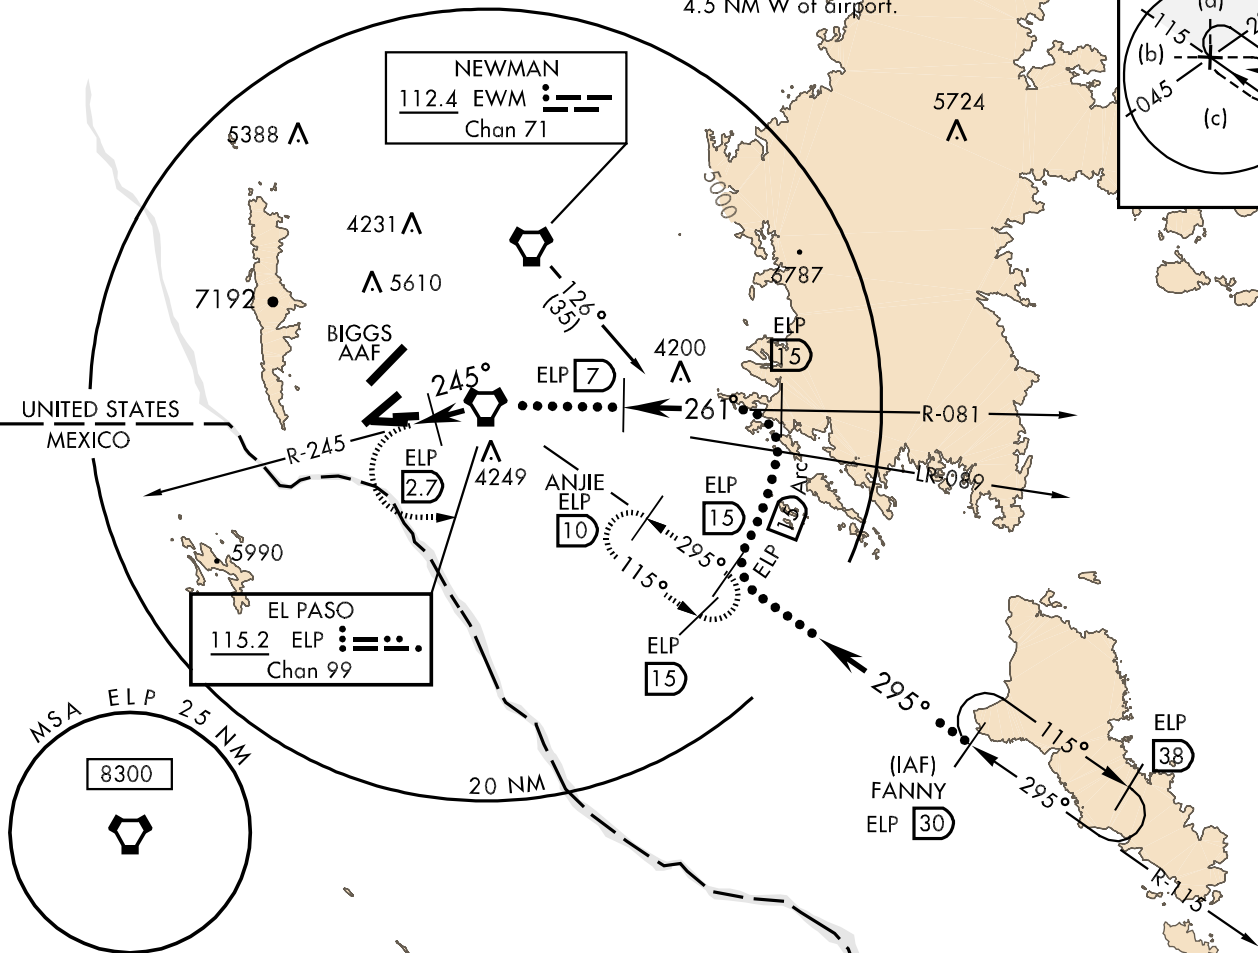 4.5 NM W of airport.
(a)
115
2
(b)
045
(c)
NEWMAN
112.4 EWM
Chan 71
5388
5724
4231
5000
5610
6787
7192
126°
(35)
BIGGS
AAF
4200
ELP
15
245°
ELP 7
261°
R-081
UNITED STATES
MEXICO
R-245
ELP
2.7
4249
LR-089
ANJIE
ELP
10
ELP
15
ELP 15 Arc
295°
115°
5990
EL PASO
115.2 ELP
Chan 99
ELP
15
295°
MSA ELP 25 NM
8300
20 NM
(IAF)
FANNY
ELP 30
115°
295°
ELP
38
R-115